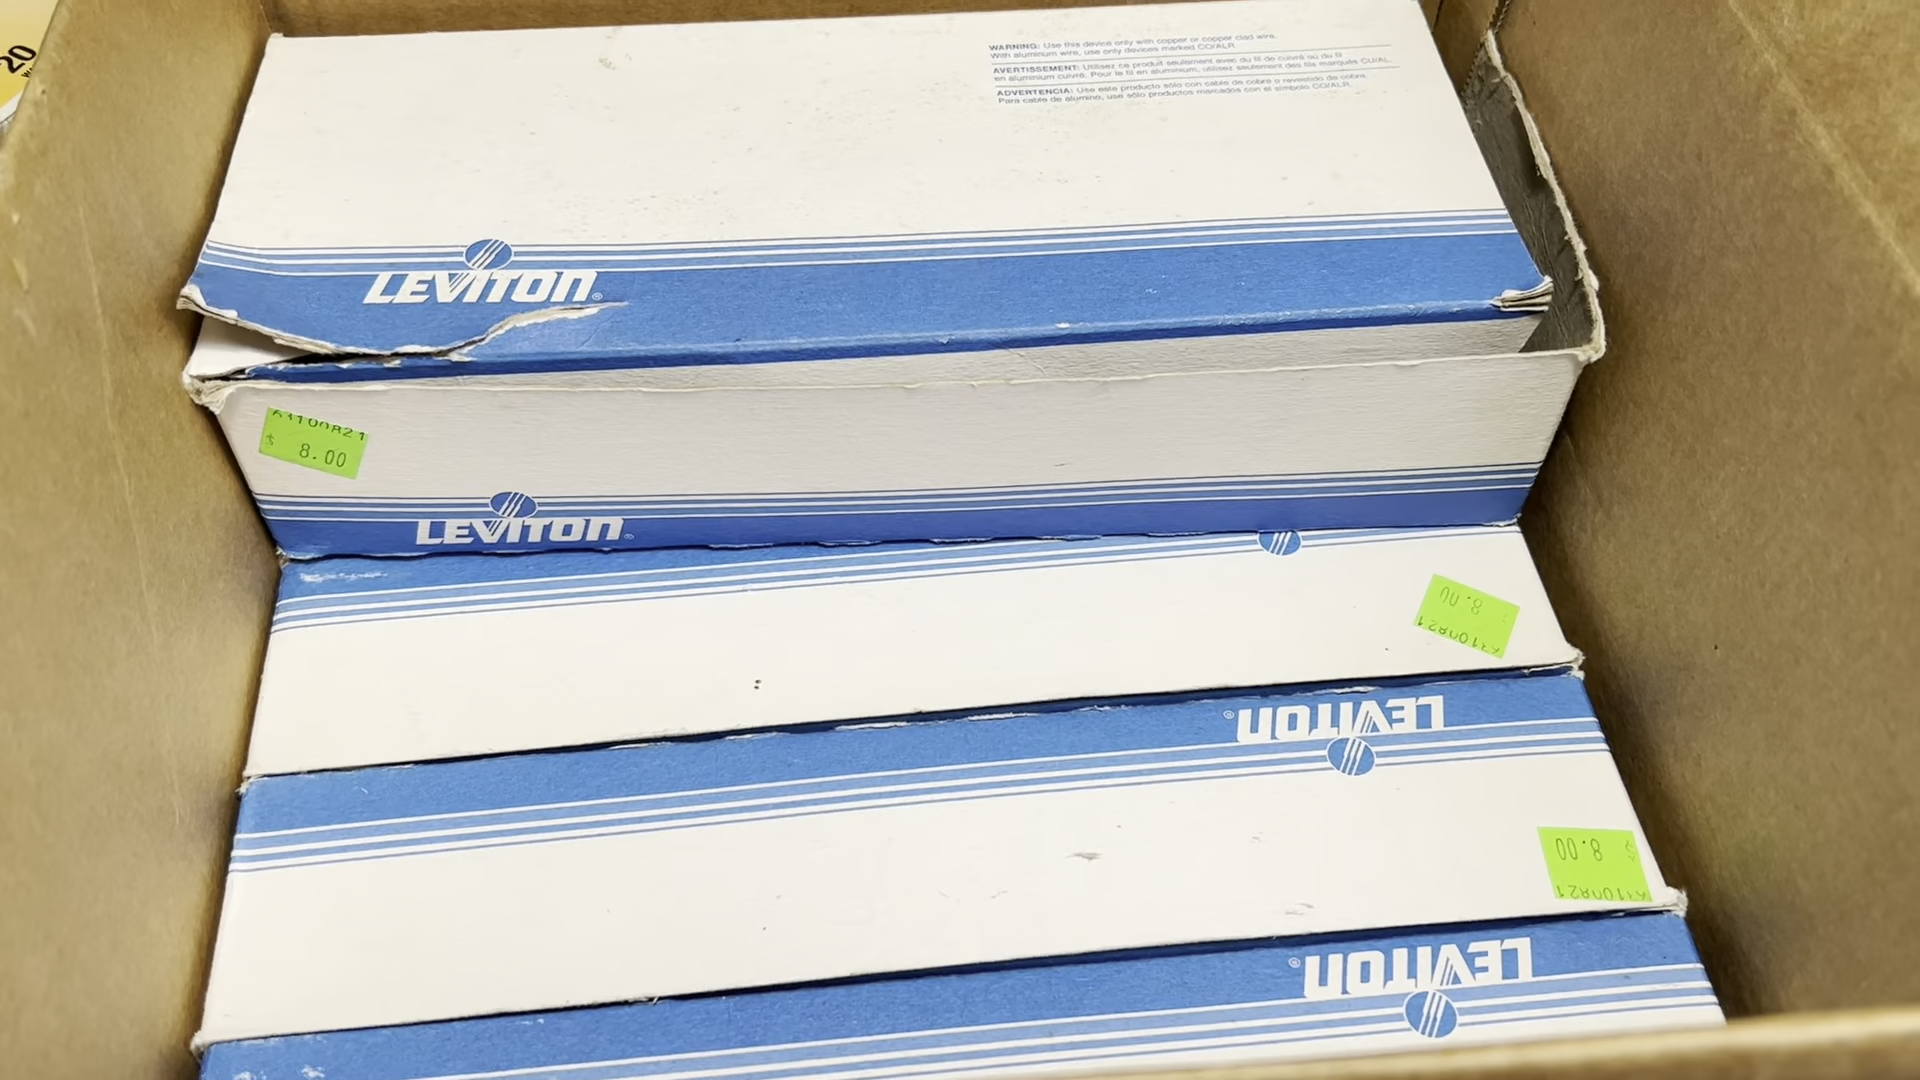 20
WARNING: Use this device only with copper or copper clad wire.
With aluminum wire, use only devices marked CO/ALR.
AVERTISSEMENT: Utilisez ce produit seulement avec du fil de cuivre ou du fil
en aluminium cuivré. Pour le fil en aluminium, utilisez seulement des fils marqués CU/AL.
ADVERTENCIA: Use este producto sólo con cable de cobre o revestido de cobre.
Para cable de alumino, use sólo productos marcados con el símbolo CO/ALR.
LEVITON®
$ 8.00
LEVITON®
8.00
LEVITON®
8.00
LEVITON®